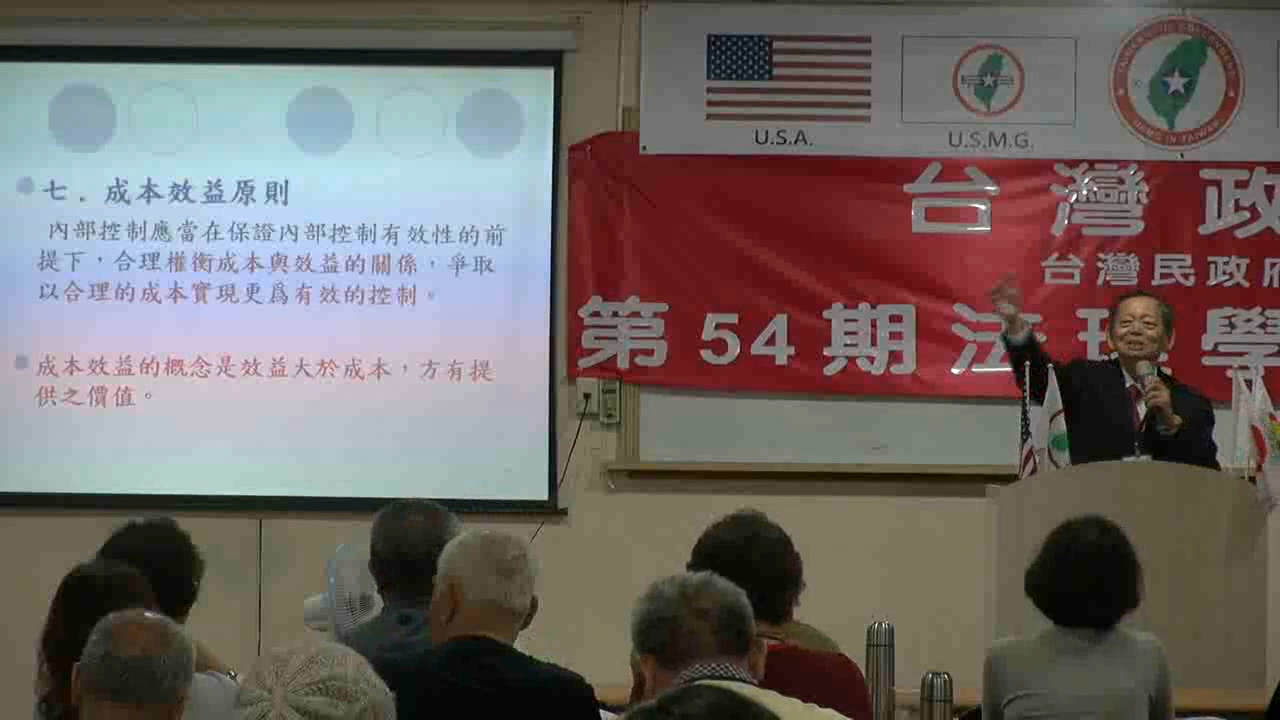 七．成本效益原則
內部控制應當在保證內部控制有效性的前
提下，合理權衡成本與效益的關係，爭取
以合理的成本實現更為有效的控制。
成本效益的概念是效益大於成本，方有提
供之價值。
U.S.A.
U.S.M.G.
台灣政
台灣民政府
第54期法理學